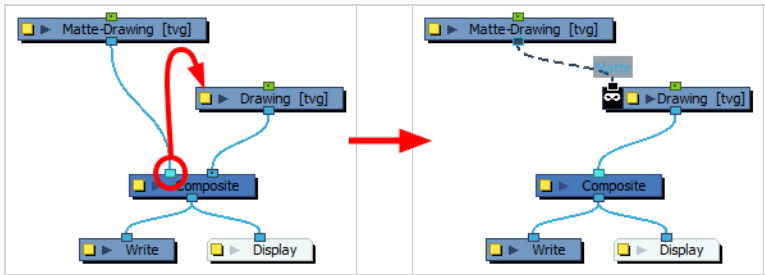 Matte-Drawing [tvg]
Drawing [tvg]
Composite
Write
Display
Matte-Drawing [tvg]
Matte
Drawing [tvg]
Composite
Write
Display